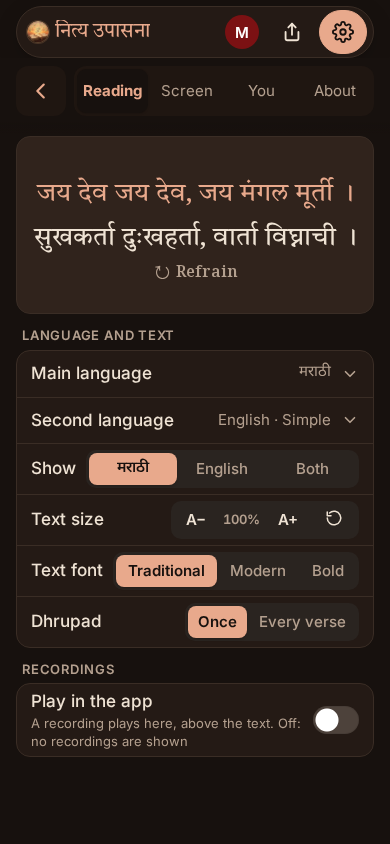 नित्य उपासना
M
Reading Screen You About
जय देव जय देव, जय मंगल मूर्ती ।
सुखकर्ता दुःखहर्ता, वार्ता विघ्नाची ।
Refrain
LANGUAGE AND TEXT
Main language मराठी
Second language English · Simple
Show मराठी English Both
Text size A− 100% A+
Text font Traditional Modern Bold
Dhrupad Once Every verse
RECORDINGS
Play in the app
A recording plays here, above the text. Off:
no recordings are shown